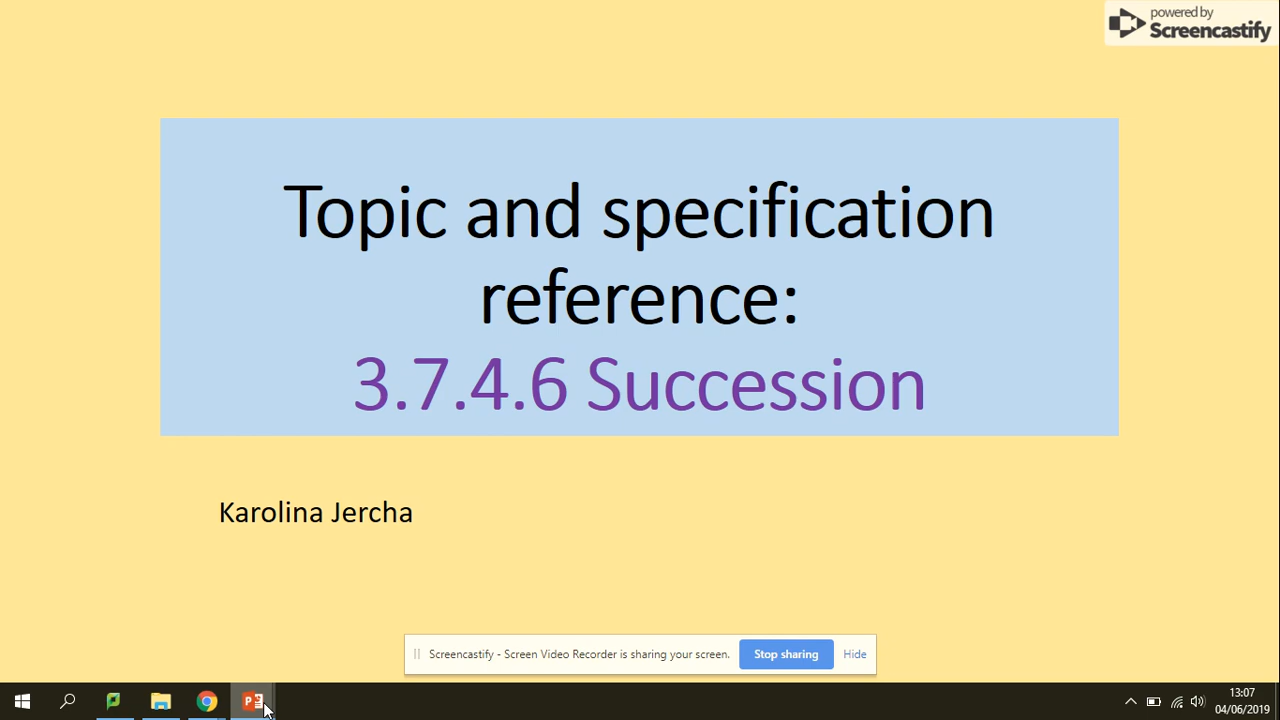 powered by
Screencastify
Topic and specification
reference:
3.7.4.6 Succession
Karolina Jercha
Screencastify - Screen Video Recorder is sharing your screen.
Stop sharing
Hide
13:07
04/06/2019